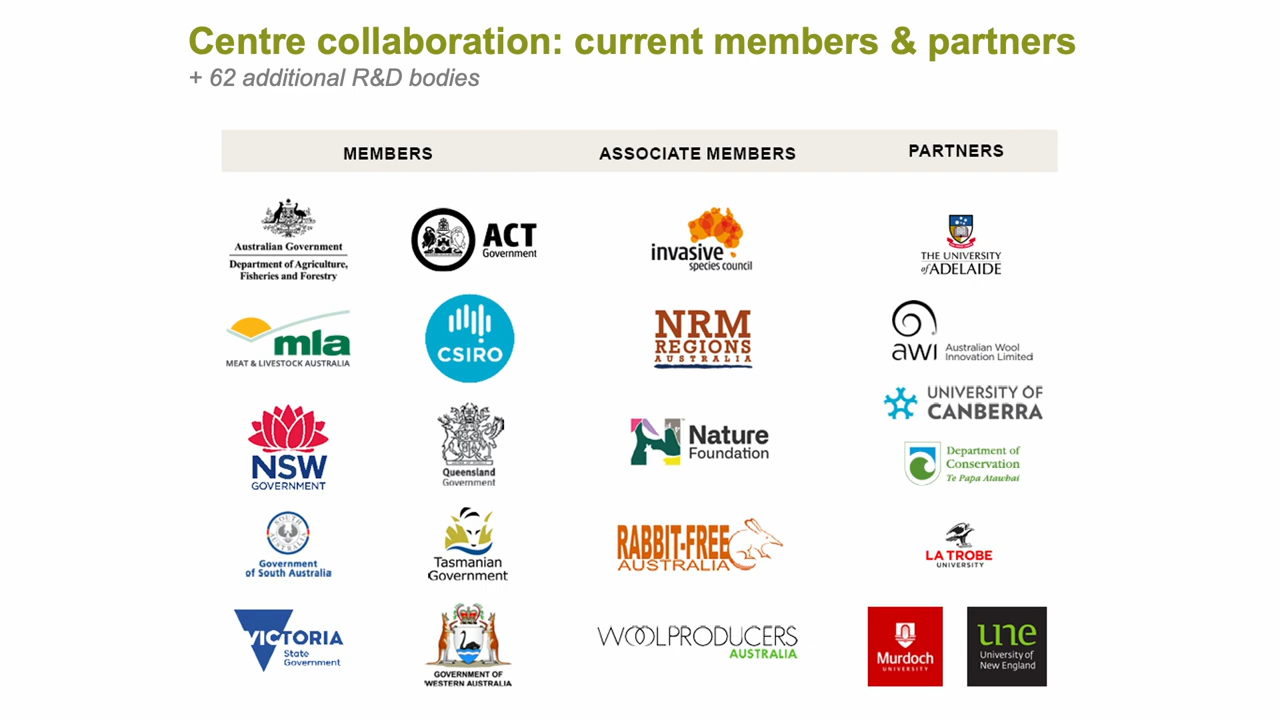 Centre collaboration: current members & partners
+ 62 additional R&D bodies
MEMBERS
ASSOCIATE MEMBERS
PARTNERS
Australian Government
Department of Agriculture,
Fisheries and Forestry
ACT
Government
invasive
species council
THE UNIVERSITY
of ADELAIDE
mla
MEAT & LIVESTOCK AUSTRALIA
CSIRO
NRM
REGIONS
AUSTRALIA
awi
Australian Wool
Innovation Limited
UNIVERSITY OF
CANBERRA
NSW
GOVERNMENT
Queensland
Government
Nature
Foundation
Department of
Conservation
Te Papa Atawhai
SOUTH
AUSTRALIA
Government
of South Australia
Tasmanian
Government
RABBIT-FREE
AUSTRALIA
LA TROBE
UNIVERSITY
VICTORIA
State
Government
GOVERNMENT OF
WESTERN AUSTRALIA
WOOLPRODUCERS
AUSTRALIA
Murdoch
UNIVERSITY
une
University of
New England